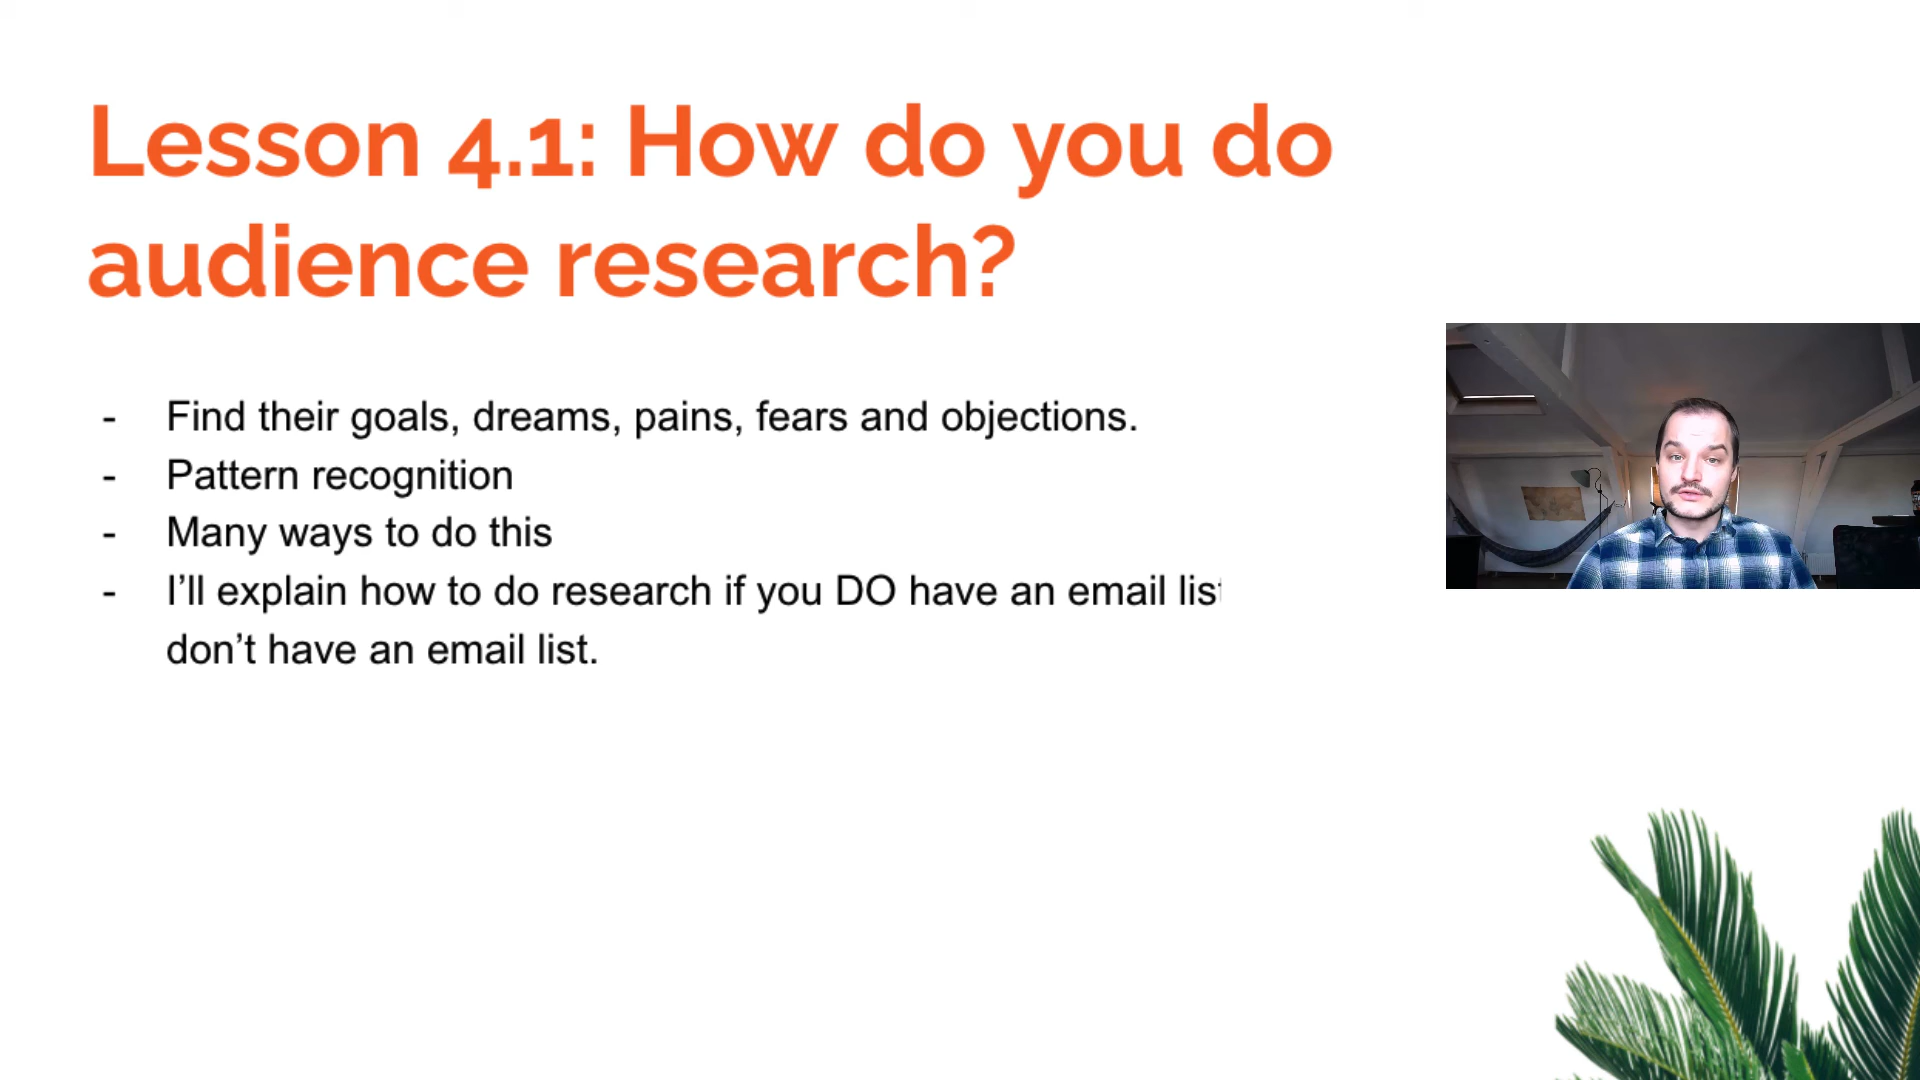 Lesson 4.1: How do you do
audience research?
- Find their goals, dreams, pains, fears and objections.
- Pattern recognition
- Many ways to do this
- I’ll explain how to do research if you DO have an email list
don’t have an email list.